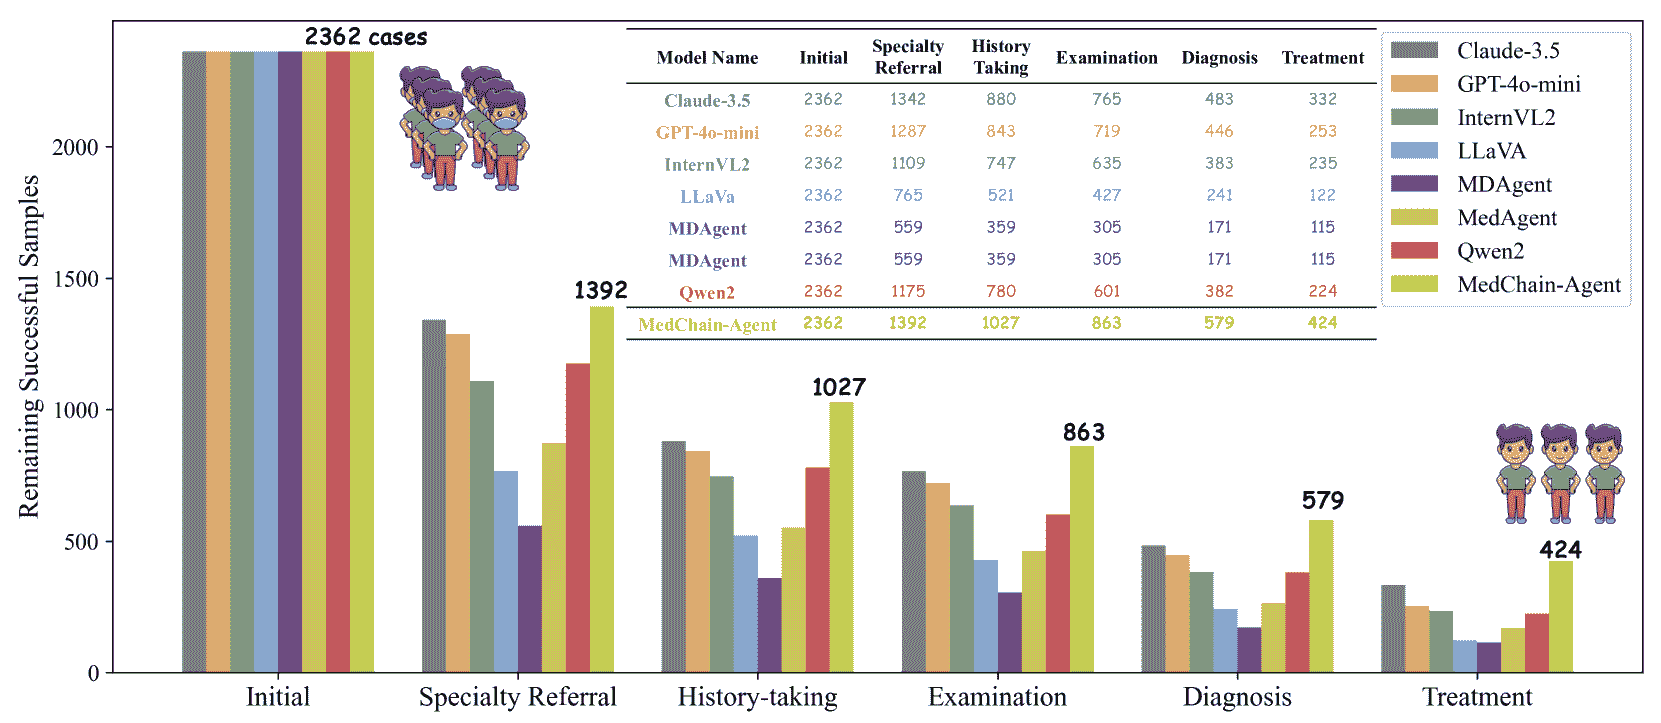 2362 cases
Model Name Initial Specialty Referral History Taking Examination Diagnosis Treatment
Claude-3.5 2362 1342 880 765 483 332
GPT-4o-mini 2362 1287 843 719 446 253
InternVL2 2362 1109 747 635 383 235
LLaVa 2362 765 521 427 241 122
MDAgent 2362 559 359 305 171 115
MDAgent 2362 559 359 305 171 115
Qwen2 2362 1175 780 601 382 224
MedChain-Agent 2362 1392 1027 863 579 424
Claude-3.5
GPT-4o-mini
InternVL2
LLaVA
MDAgent
MedAgent
Qwen2
MedChain-Agent
Remaining Successful Samples
2000
1500
1000
500
0
1392
1027
863
579
424
Initial Specialty Referral History-taking Examination Diagnosis Treatment